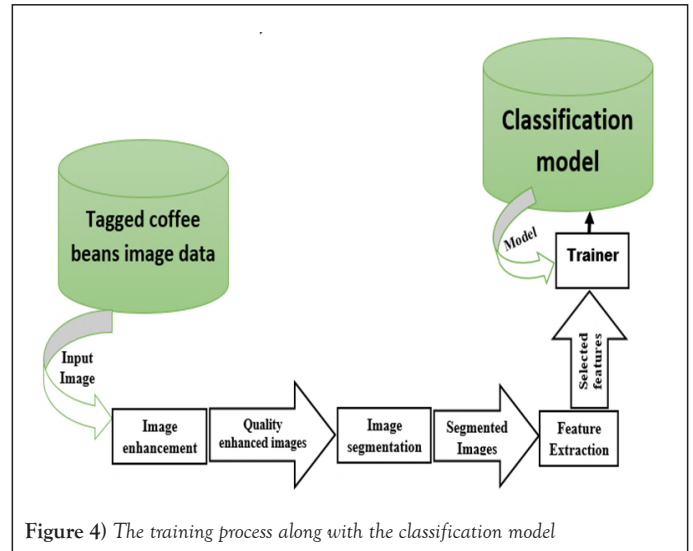 Classification
model
Tagged coffee
beans image data
Model
Trainer
Input
Image
Selected
features
Image
enhancement
Quality
enhanced images
Image
segmentation
Segmented
Images
Feature
Extraction
Figure 4) The training process along with the classification model